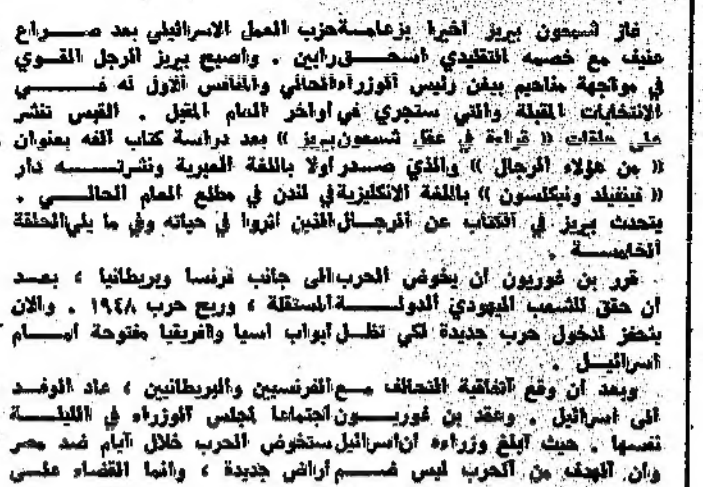 فاز شمعون بيريز اخيرا بزعامة حزب العمل الاسرائيلي بعد صراع
عنيف مع خصمه التقليدي اسحق رابين . واصبح بيريز الرجل القوي
في مواجهة مناحيم بيغن رئيس الوزراء الحالي والمنافس الاول له في
الانتخابات المقبلة والتي ستجري في اواخر العام المقبل . القبس تنشر
على حلقات « قراءة في عقل شمعون بيريز » بعد دراسة كتاب الفه بعنوان
« من هؤلاء الرجال » والذي صدر اولا باللغة العبرية ونشرته دار
« فينفيلد ونيكلسون » باللغة الانكليزية في لندن في مطلع العام الحالي .
يتحدث بيريز في الكتاب عن الرجال الذين اثروا في حياته وفي ما يلي الحلقة
الخامسة .
قرر بن غوريون ان يخوض الحرب الى جانب فرنسا وبريطانيا ، بعد
ان حقق للشعب اليهودي الدولة المستقلة ، وربح حرب ١٩٤٨ . والان
يتحفز لدخول حرب جديدة لكي تظل ابواب اسيا وافريقيا مفتوحة امام
اسرائيل .
وبعد ان وقع اتفاقية التحالف مع الفرنسيين والبريطانيين ، عاد الوفد
الى اسرائيل . وعقد بن غوريون اجتماعا لمجلس الوزراء في الليلة
نفسها . حيث ابلغ وزراءه ان اسرائيل ستخوض الحرب خلال ايام ضد مصر
وان الهدف من الحرب ليس ضم اراض جديدة ، وانما القضاء على